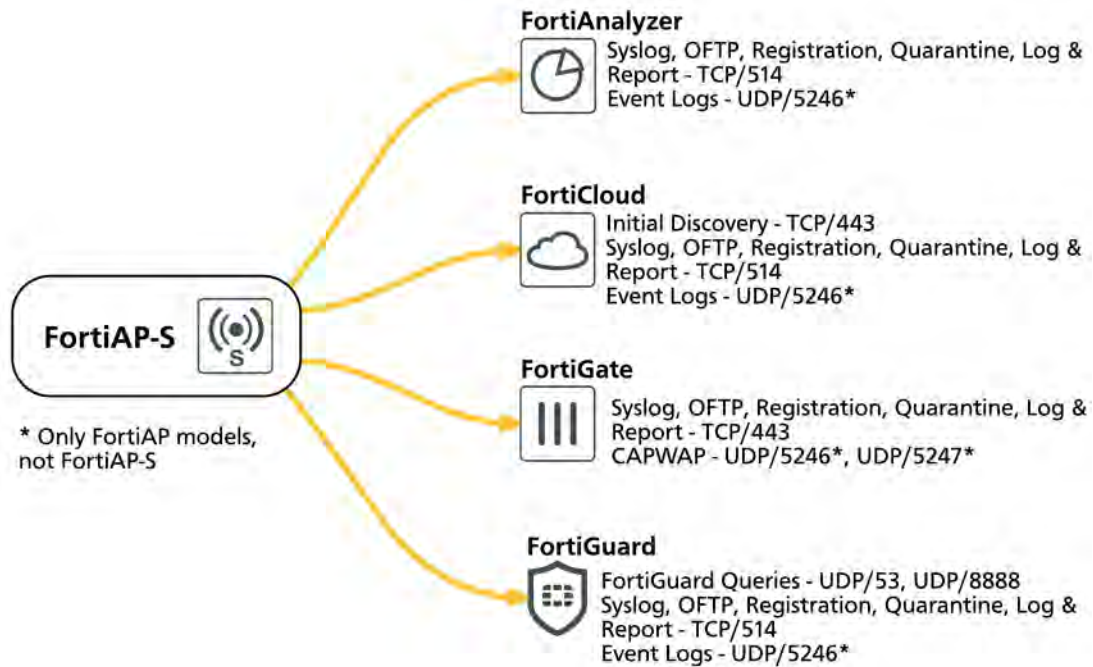 FortiAnalyzer
Syslog, OFTP, Registration, Quarantine, Log &
Report - TCP/514
Event Logs - UDP/5246*
FortiCloud
Initial Discovery - TCP/443
Syslog, OFTP, Registration, Quarantine, Log &
Report - TCP/514
Event Logs - UDP/5246*
FortiAP-S
S
* Only FortiAP models,
not FortiAP-S
FortiGate
Syslog, OFTP, Registration, Quarantine, Log &
Report - TCP/443
CAPWAP - UDP/5246*, UDP/5247*
FortiGuard
FortiGuard Queries - UDP/53, UDP/8888
Syslog, OFTP, Registration, Quarantine, Log &
Report - TCP/514
Event Logs - UDP/5246*